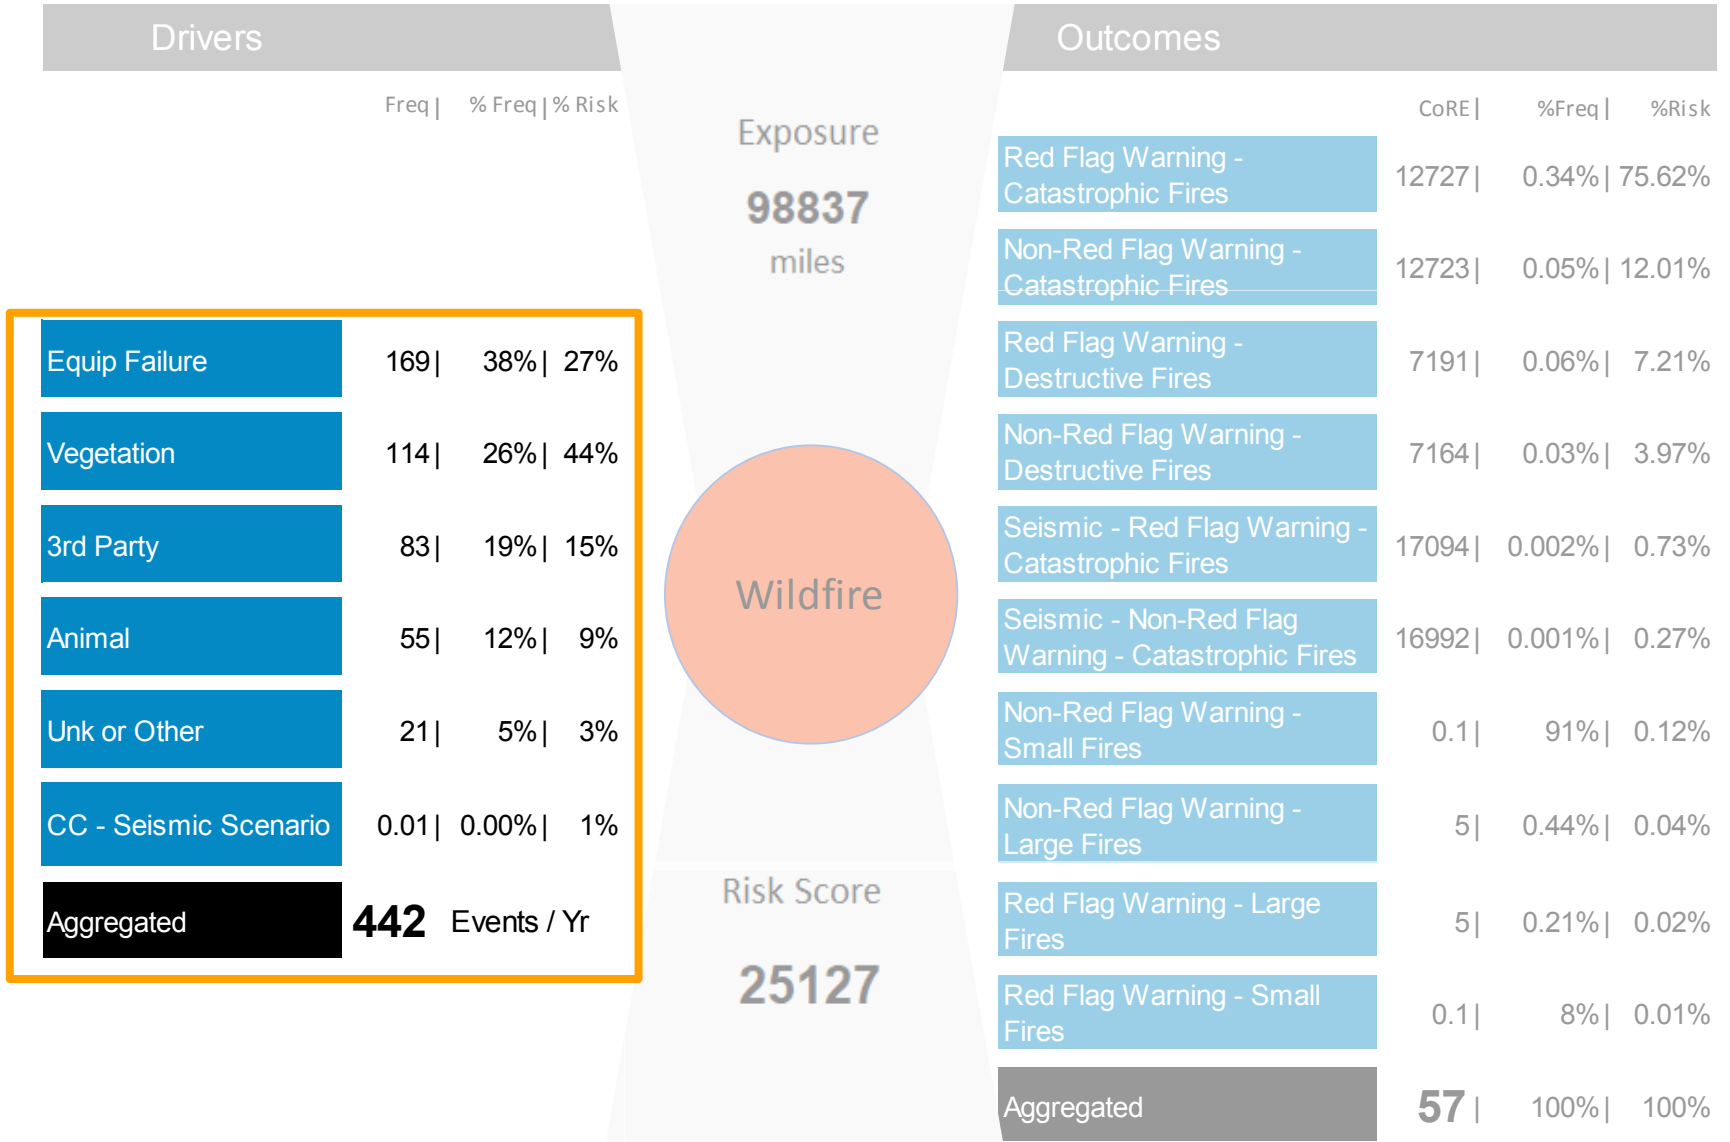 Drivers
Freq| % Freq| % Risk
Equip Failure 169| 38%| 27%
Vegetation 114| 26%| 44%
3rd Party 83| 19%| 15%
Animal 55| 12%| 9%
Unk or Other 21| 5%| 3%
CC - Seismic Scenario 0.01| 0.00%| 1%
Aggregated 442 Events / Yr
Exposure
98837
miles
Wildfire
Risk Score
25127
Outcomes
CoRE| %Freq| %Risk
Red Flag Warning -
Catastrophic Fires
12727| 0.34%| 75.62%
Non-Red Flag Warning -
Catastrophic Fires
12723| 0.05%| 12.01%
Red Flag Warning -
Destructive Fires
7191| 0.06%| 7.21%
Non-Red Flag Warning -
Destructive Fires
7164| 0.03%| 3.97%
Seismic - Red Flag Warning -
Catastrophic Fires
17094| 0.002%| 0.73%
Seismic - Non-Red Flag
Warning - Catastrophic Fires
16992| 0.001%| 0.27%
Non-Red Flag Warning -
Small Fires
0.1| 91%| 0.12%
Non-Red Flag Warning -
Large Fires
5| 0.44%| 0.04%
Red Flag Warning - Large
Fires
5| 0.21%| 0.02%
Red Flag Warning - Small
Fires
0.1| 8%| 0.01%
Aggregated 57| 100%| 100%